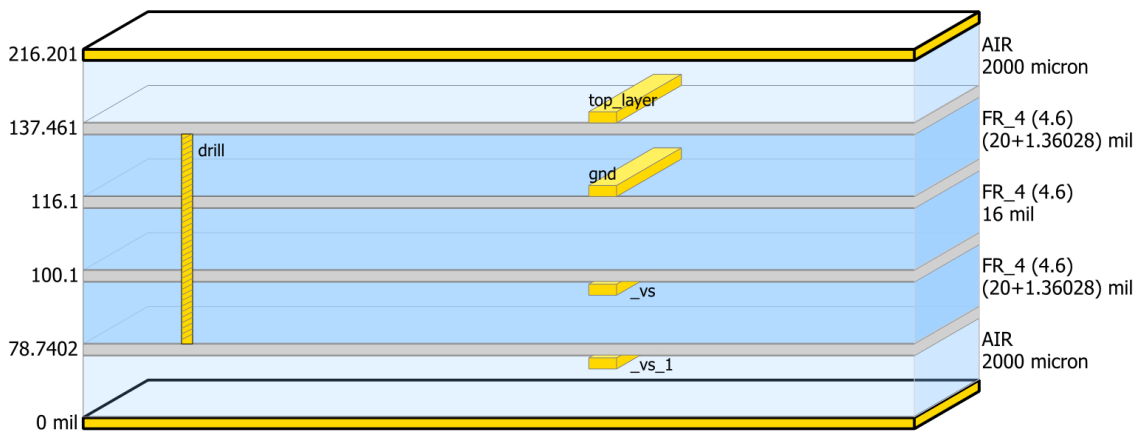 216.201
137.461
116.1
100.1
78.7402
0 mil
top_layer
drill
gnd
_vs
_vs_1
AIR
2000 micron
FR_4 (4.6)
(20+1.36028) mil
FR_4 (4.6)
16 mil
FR_4 (4.6)
(20+1.36028) mil
AIR
2000 micron